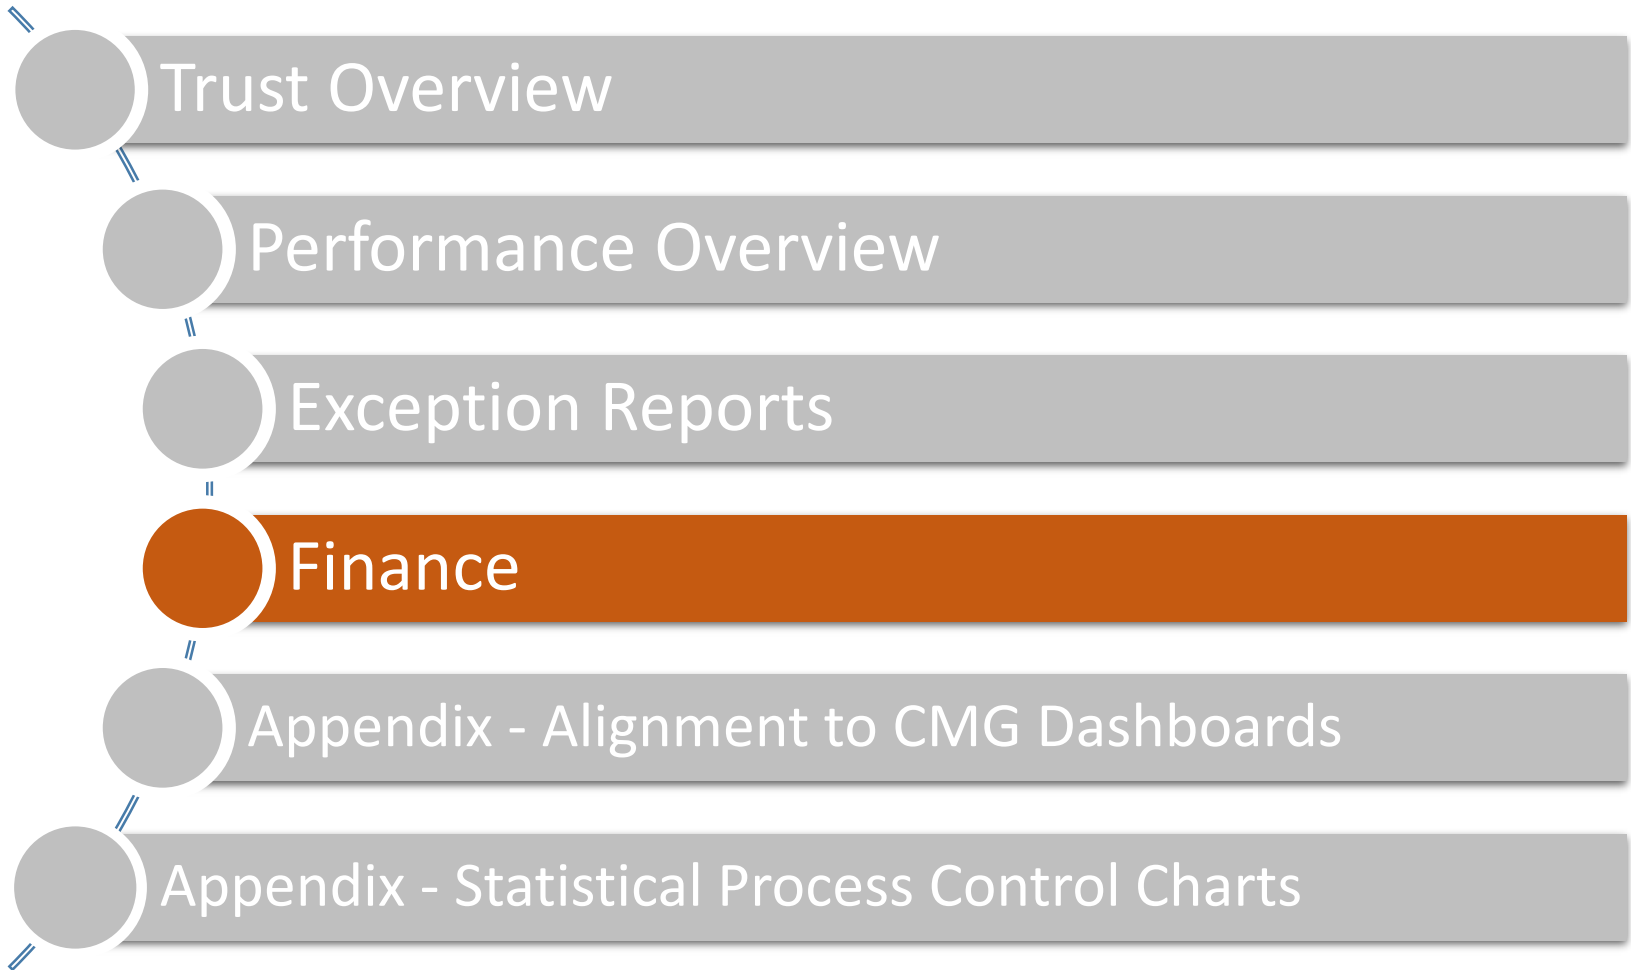 Trust Overview
Performance Overview
Exception Reports
Finance
Appendix - Alignment to CMG Dashboards
Appendix - Statistical Process Control Charts